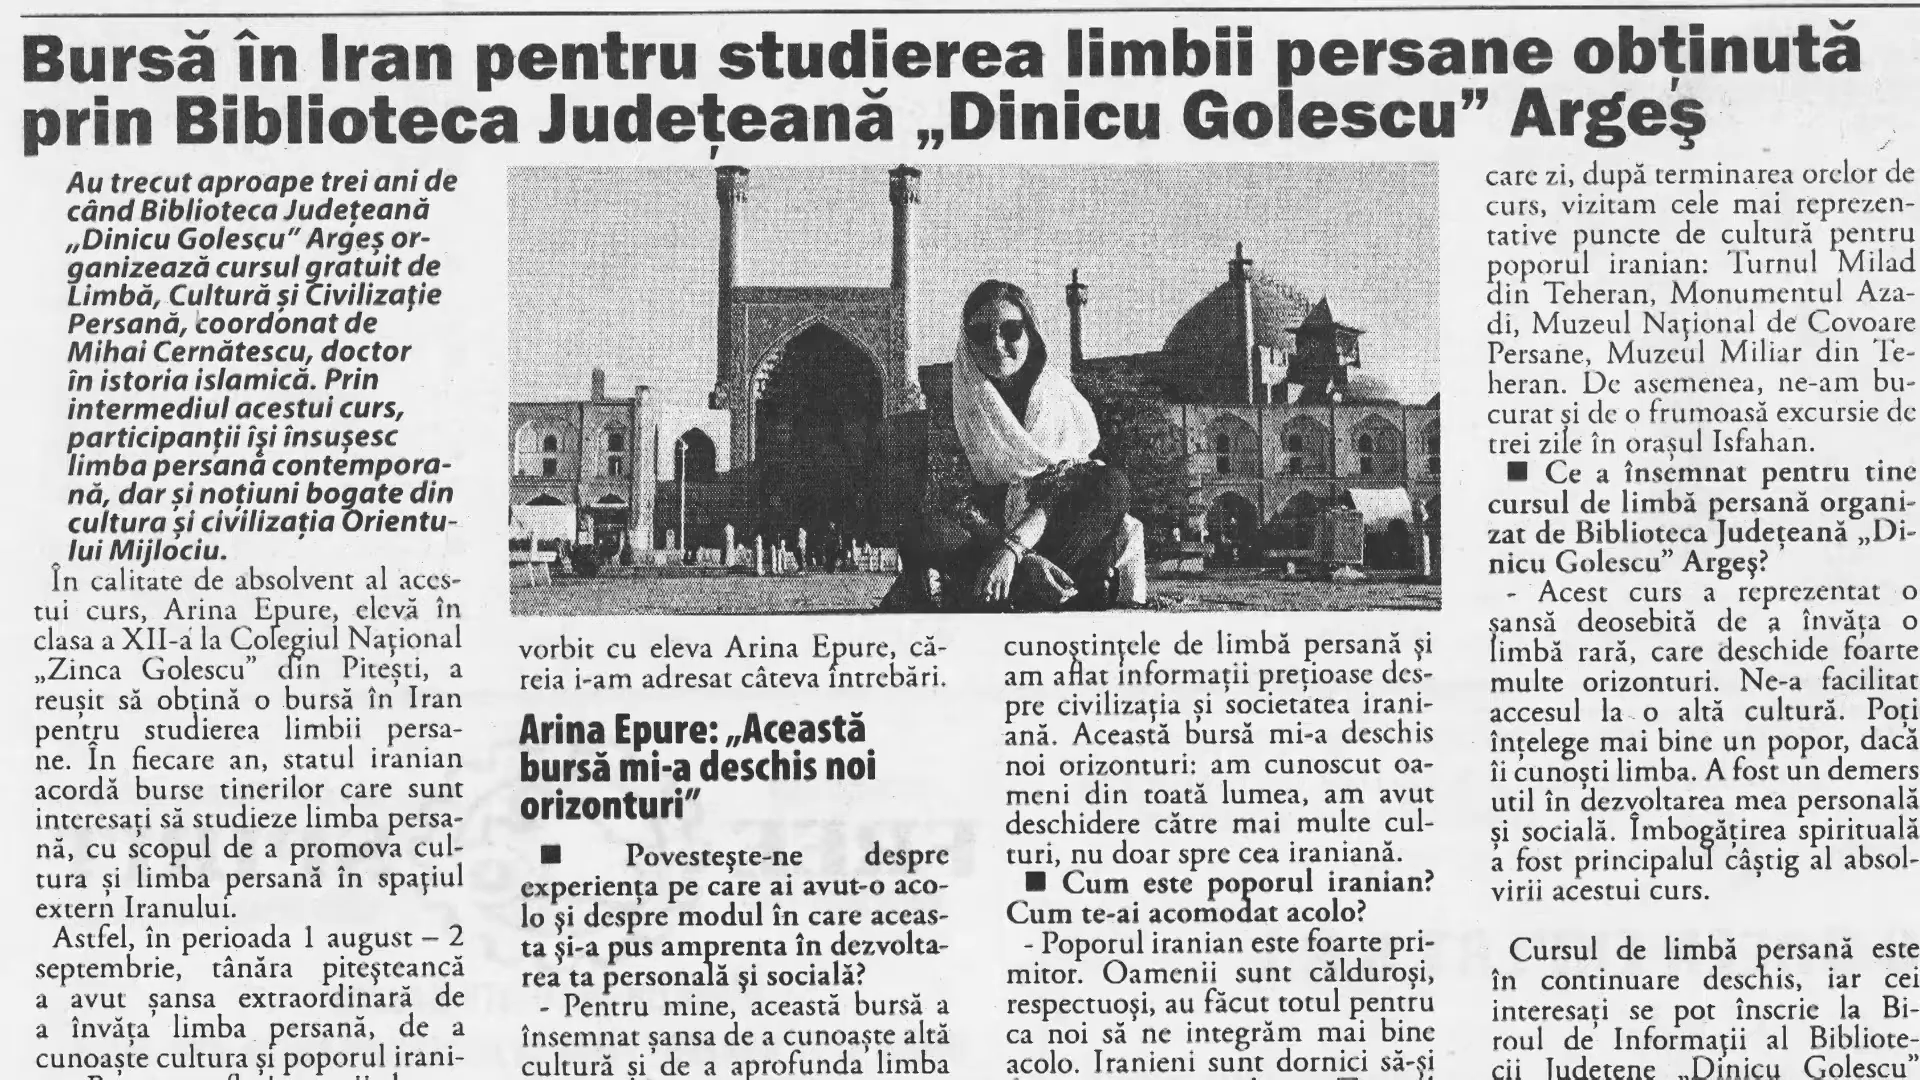 Bursă în Iran pentru studierea limbii persane obținută
prin Biblioteca Județeană „Dinicu Golescu” Argeş
Au trecut aproape trei ani de
când Biblioteca Județeană
„Dinicu Golescu” Argeș or-
ganizează cursul gratuit de
Limbă, Cultură și Civilizație
Persană, coordonat de
Mihai Cernătescu, doctor
în istoria islamică. Prin
intermediul acestui curs,
participanții își însușesc
limba persană contempora-
nă, dar și noțiuni bogate din
cultura și civilizația Orientu-
lui Mijlociu.
În calitate de absolvent al aces-
tui curs, Arina Epure, elevă în
clasa a XII-a la Colegiul Național
„Zinca Golescu” din Pitești, a
reușit să obțină o bursă în Iran
pentru studierea limbii persa-
ne. În fiecare an, statul iranian
acordă burse tinerilor care sunt
interesați să studieze limba persa-
nă, cu scopul de a promova cul-
tura și limba persană în spațiul
extern Iranului.
Astfel, în perioada 1 august – 2
septembrie, tânăra piteșteancă
a avut șansa extraordinară de
a învăța limba persană, de a
cunoaște cultura și poporul irani-
vorbit cu eleva Arina Epure, că-
reia i-am adresat câteva întrebări.
Arina Epure: „Această
bursă mi-a deschis noi
orizonturi”
■ Povestește-ne despre
experiența pe care ai avut-o aco-
lo și despre modul în care aceas-
ta și-a pus amprenta în dezvolta-
rea ta personală și socială?
- Pentru mine, această bursă a
însemnat șansa de a cunoaște altă
cultură și de a aprofunda limba
cunoștințele de limbă persană și
am aflat informații prețioase des-
pre civilizația și societatea irani-
ană. Această bursă mi-a deschis
noi orizonturi: am cunoscut oa-
meni din toată lumea, am avut
deschidere către mai multe cul-
turi, nu doar spre cea iraniană.
■ Cum este poporul iranian?
Cum te-ai acomodat acolo?
- Poporul iranian este foarte pri-
mitor. Oamenii sunt călduroși,
respectuoși, au făcut totul pentru
ca noi să ne integrăm mai bine
acolo. Iranieni sunt dornici să-și
care zi, după terminarea orelor de
curs, vizitam cele mai reprezen-
tative puncte de cultură pentru
poporul iranian: Turnul Milad
din Teheran, Monumentul Aza-
di, Muzeul Național de Covoare
Persane, Muzeul Miliar din Te-
heran. De asemenea, ne-am bu-
curat și de o frumoasă excursie de
trei zile în orașul Isfahan.
■ Ce a însemnat pentru tine
cursul de limbă persană organi-
zat de Biblioteca Județeană „Di-
nicu Golescu” Argeş?
- Acest curs a reprezentat o
șansă deosebită de a învăța o
limbă rară, care deschide foarte
multe orizonturi. Ne-a facilitat
accesul la o altă cultură. Poți
înțelege mai bine un popor, dacă
îi cunoști limba. A fost un demers
util în dezvoltarea mea personală
și socială. Îmbogățirea spirituală
a fost principalul câștig al absol-
virii acestui curs.
Cursul de limbă persană este
în continuare deschis, iar cei
interesați se pot înscrie la Bi-
roul de Informații al Bibliote-
cii Județene „Dinicu Golescu”